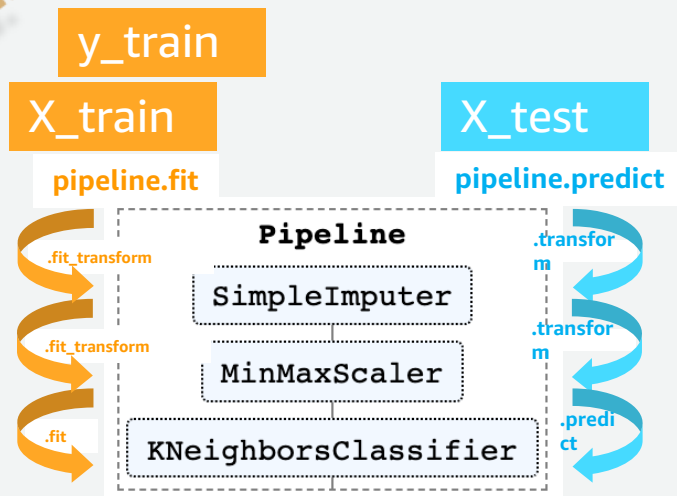 y_train
X_train
X_test
pipeline.fit
pipeline.predict
Pipeline
.fit_transform
.transfor
m
SimpleImputer
.fit_transform
.transfor
m
MinMaxScaler
.fit
.predi
ct
KNeighborsClassifier